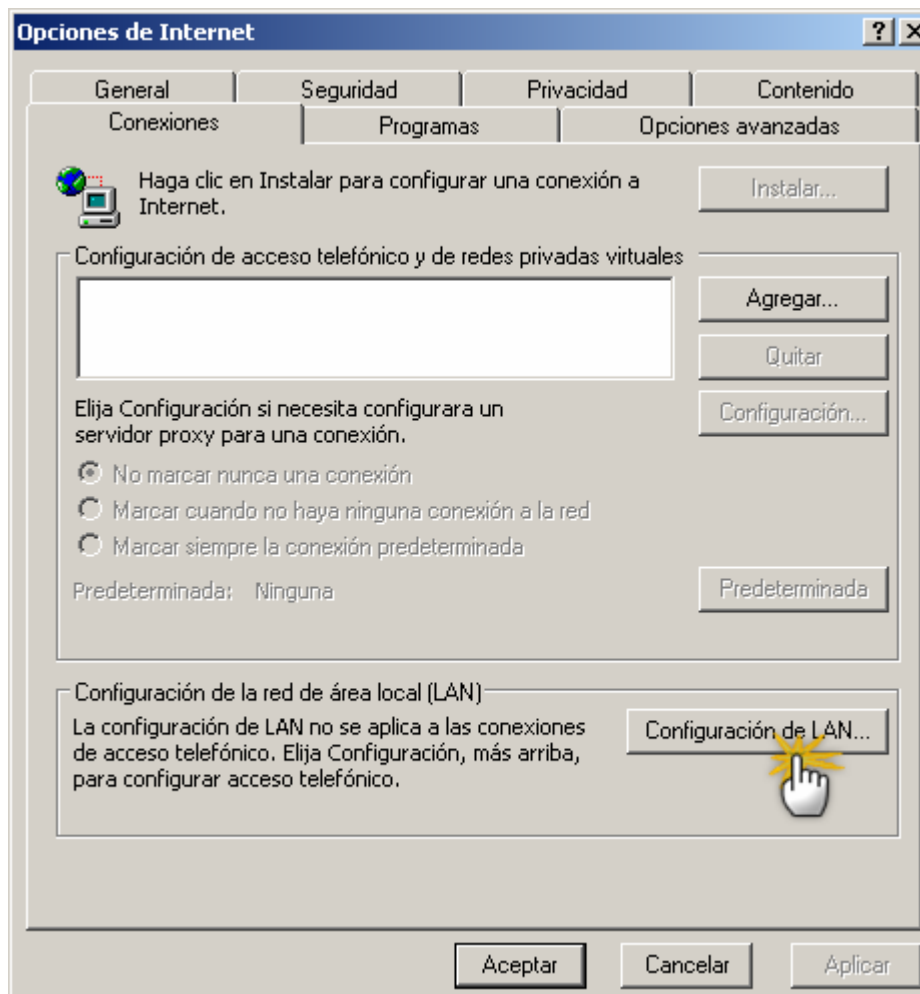 Opciones de Internet
General Seguridad Privacidad Contenido
Conexiones Programas Opciones avanzadas
Haga clic en Instalar para configurar una conexión a
Internet.
Instalar...
Configuración de acceso telefónico y de redes privadas virtuales
Agregar...
Quitar
Elija Configuración si necesita configurara un
servidor proxy para una conexión.
Configuración...
No marcar nunca una conexión
Marcar cuando no haya ninguna conexión a la red
Marcar siempre la conexión predeterminada
Predeterminada: Ninguna
Predeterminada
Configuración de la red de área local (LAN)
La configuración de LAN no se aplica a las conexiones
de acceso telefónico. Elija Configuración, más arriba,
para configurar acceso telefónico.
Configuración de LAN...
Aceptar Cancelar Aplicar